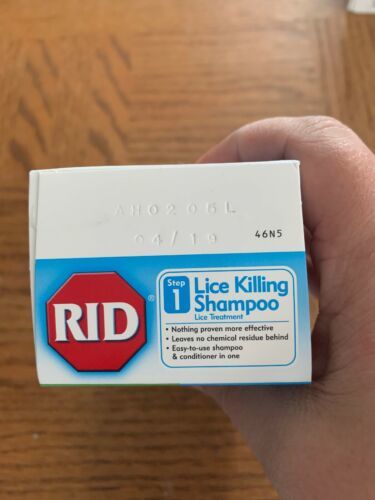 AH0206L
04/19
46N5
RID®
Step
1
Lice Killing
Shampoo
Lice Treatment
• Nothing proven more effective
• Leaves no chemical residue behind
• Easy-to-use shampoo
& conditioner in one